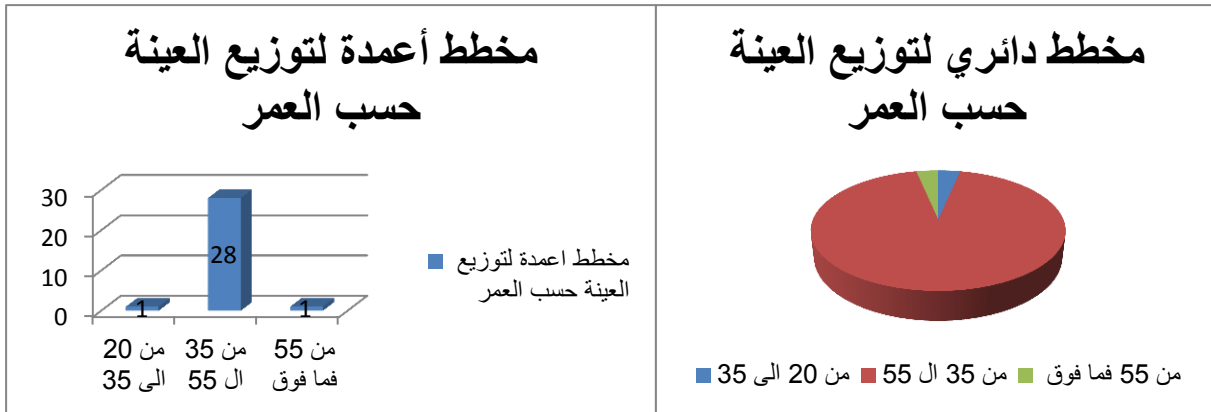 مخطط دائري لتوزيع العينة
حسب العمر
من 20 الى 35
من 35 ال 55
من 55 فما فوق
مخطط أعمدة لتوزيع العينة
حسب العمر
30
20
10
0
1
28
1
من 20
الى 35
من 35
ال 55
من 55
فما فوق
مخطط اعمدة لتوزيع
العينة حسب العمر